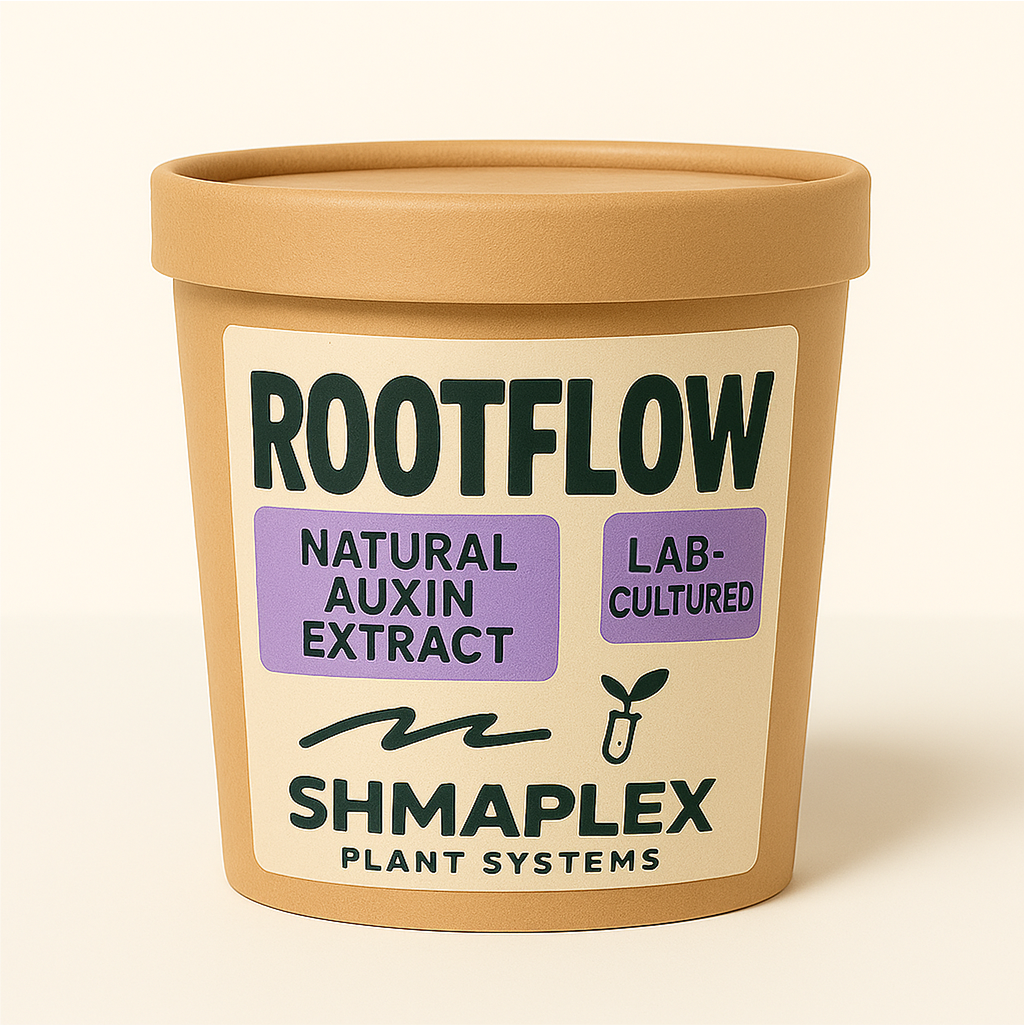 ROOTFLOW
NATURAL
AUXIN
EXTRACT
LAB-
CULTURED
SHMAPLEX
PLANT SYSTEMS